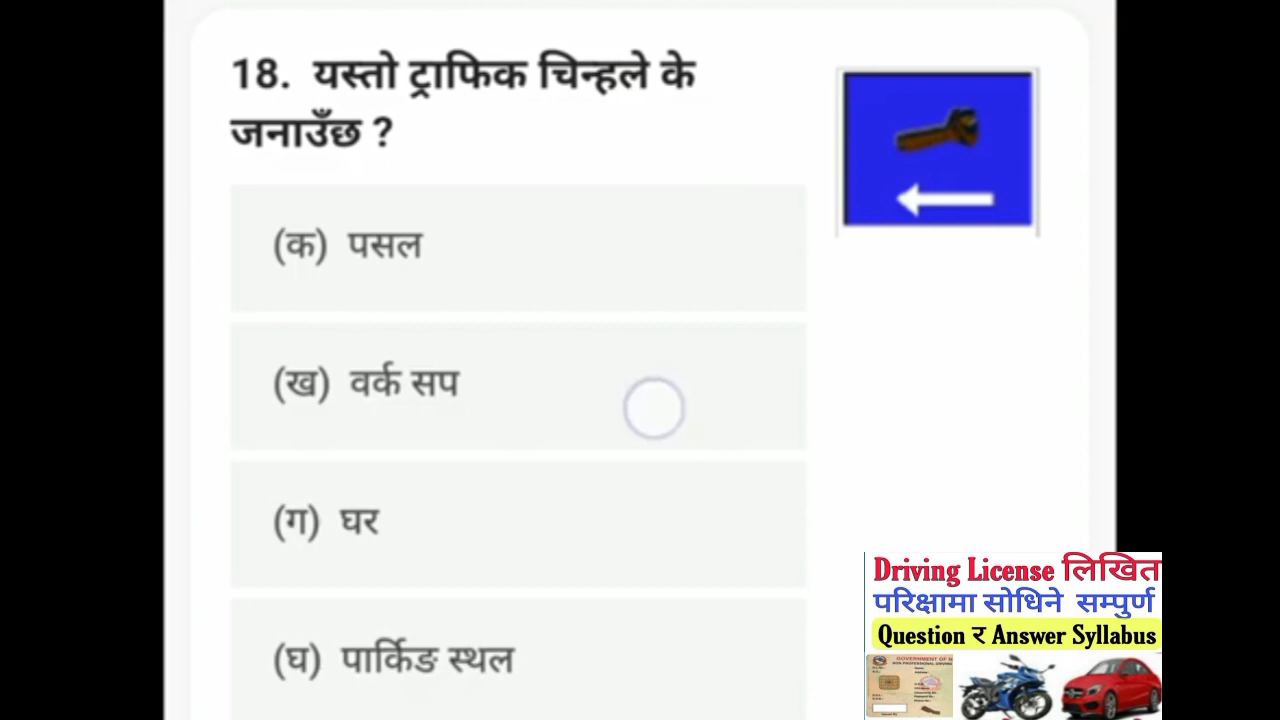 18. यस्तो ट्राफिक चिन्हले के
जनाउँछ ?
(क) पसल
(ख) वर्क सप
(ग) घर
(घ) पार्किङ स्थल
Driving License लिखित
परिक्षामा सोधिने सम्पुर्ण
Question र Answer Syllabus